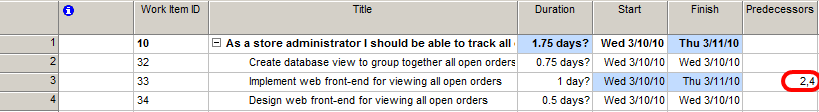 Work Item ID Title Duration Start Finish Predecessors
1 10 As a store administrator I should be able to track all 1.75 days? Wed 3/10/10 Thu 3/11/10
2 32 Create database view to group together all open orders 0.75 days? Wed 3/10/10 Wed 3/10/10
3 33 Implement web front-end for viewing all open orders 1 day? Wed 3/10/10 Thu 3/11/10 2,4
4 34 Design web front-end for viewing all open orders 0.5 days? Wed 3/10/10 Wed 3/10/10